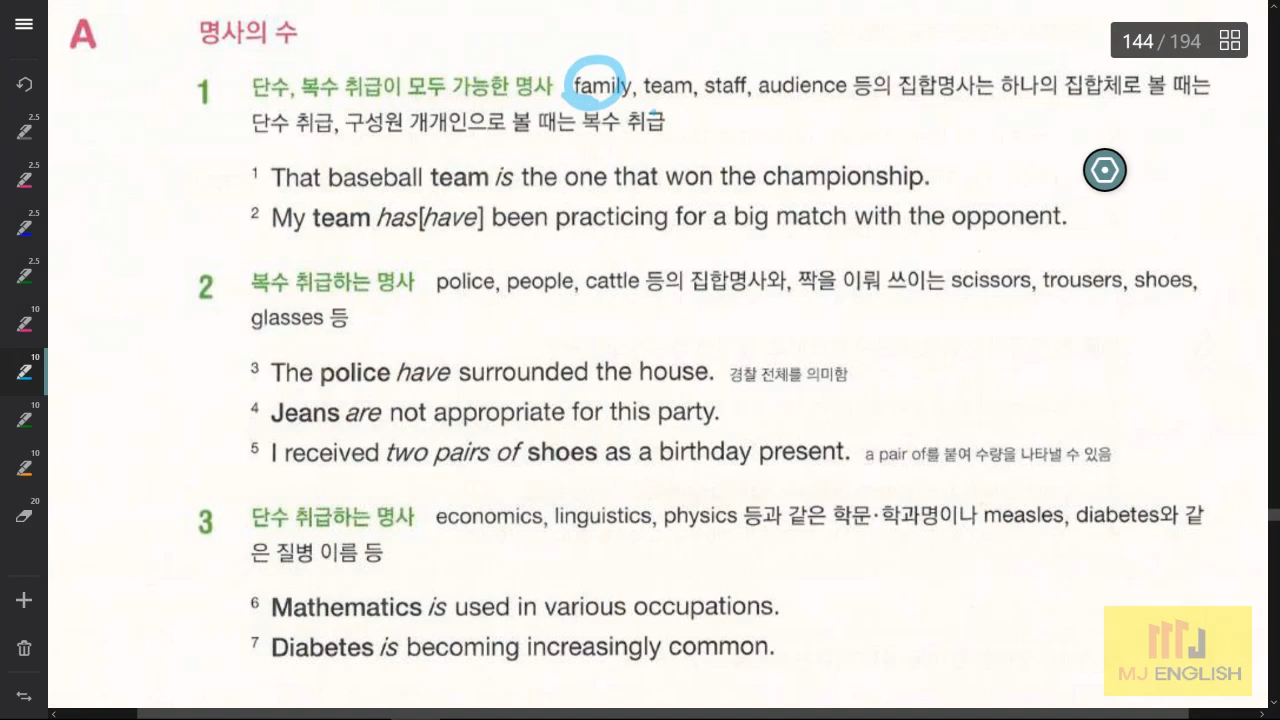 A 명사의 수
144 / 194
1 단수, 복수 취급이 모두 가능한 명사 family, team, staff, audience 등의 집합명사는 하나의 집합체로 볼 때는
단수 취급, 구성원 개개인으로 볼 때는 복수 취급
1 That baseball team is the one that won the championship.
2 My team has[have] been practicing for a big match with the opponent.
2 복수 취급하는 명사 police, people, cattle 등의 집합명사와, 짝을 이뤄 쓰이는 scissors, trousers, shoes,
glasses 등
3 The police have surrounded the house. 경찰 전체를 의미함
4 Jeans are not appropriate for this party.
5 I received two pairs of shoes as a birthday present. a pair of를 붙여 수량을 나타낼 수 있음
3 단수 취급하는 명사 economics, linguistics, physics 등과 같은 학문·학과명이나 measles, diabetes와 같
은 질병 이름 등
6 Mathematics is used in various occupations.
7 Diabetes is becoming increasingly common.
MJ ENGLISH
2.5
2.5
2.5
2.5
10
10
10
10
20